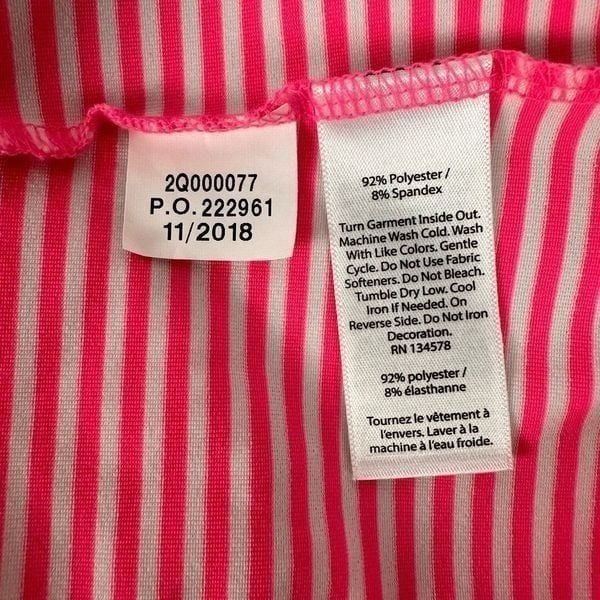 2Q000077
P.O. 222961
11/2018
92% Polyester /
8% Spandex
Turn Garment Inside Out.
Machine Wash Cold. Wash
With Like Colors. Gentle
Cycle. Do Not Use Fabric
Softeners. Do Not Bleach.
Tumble Dry Low. Cool
Iron If Needed. On
Reverse Side. Do Not Iron
Decoration.
RN 134578
92% polyester /
8% élasthanne
Tournez le vêtement à
l'envers. Laver à la
machine à l'eau froide.